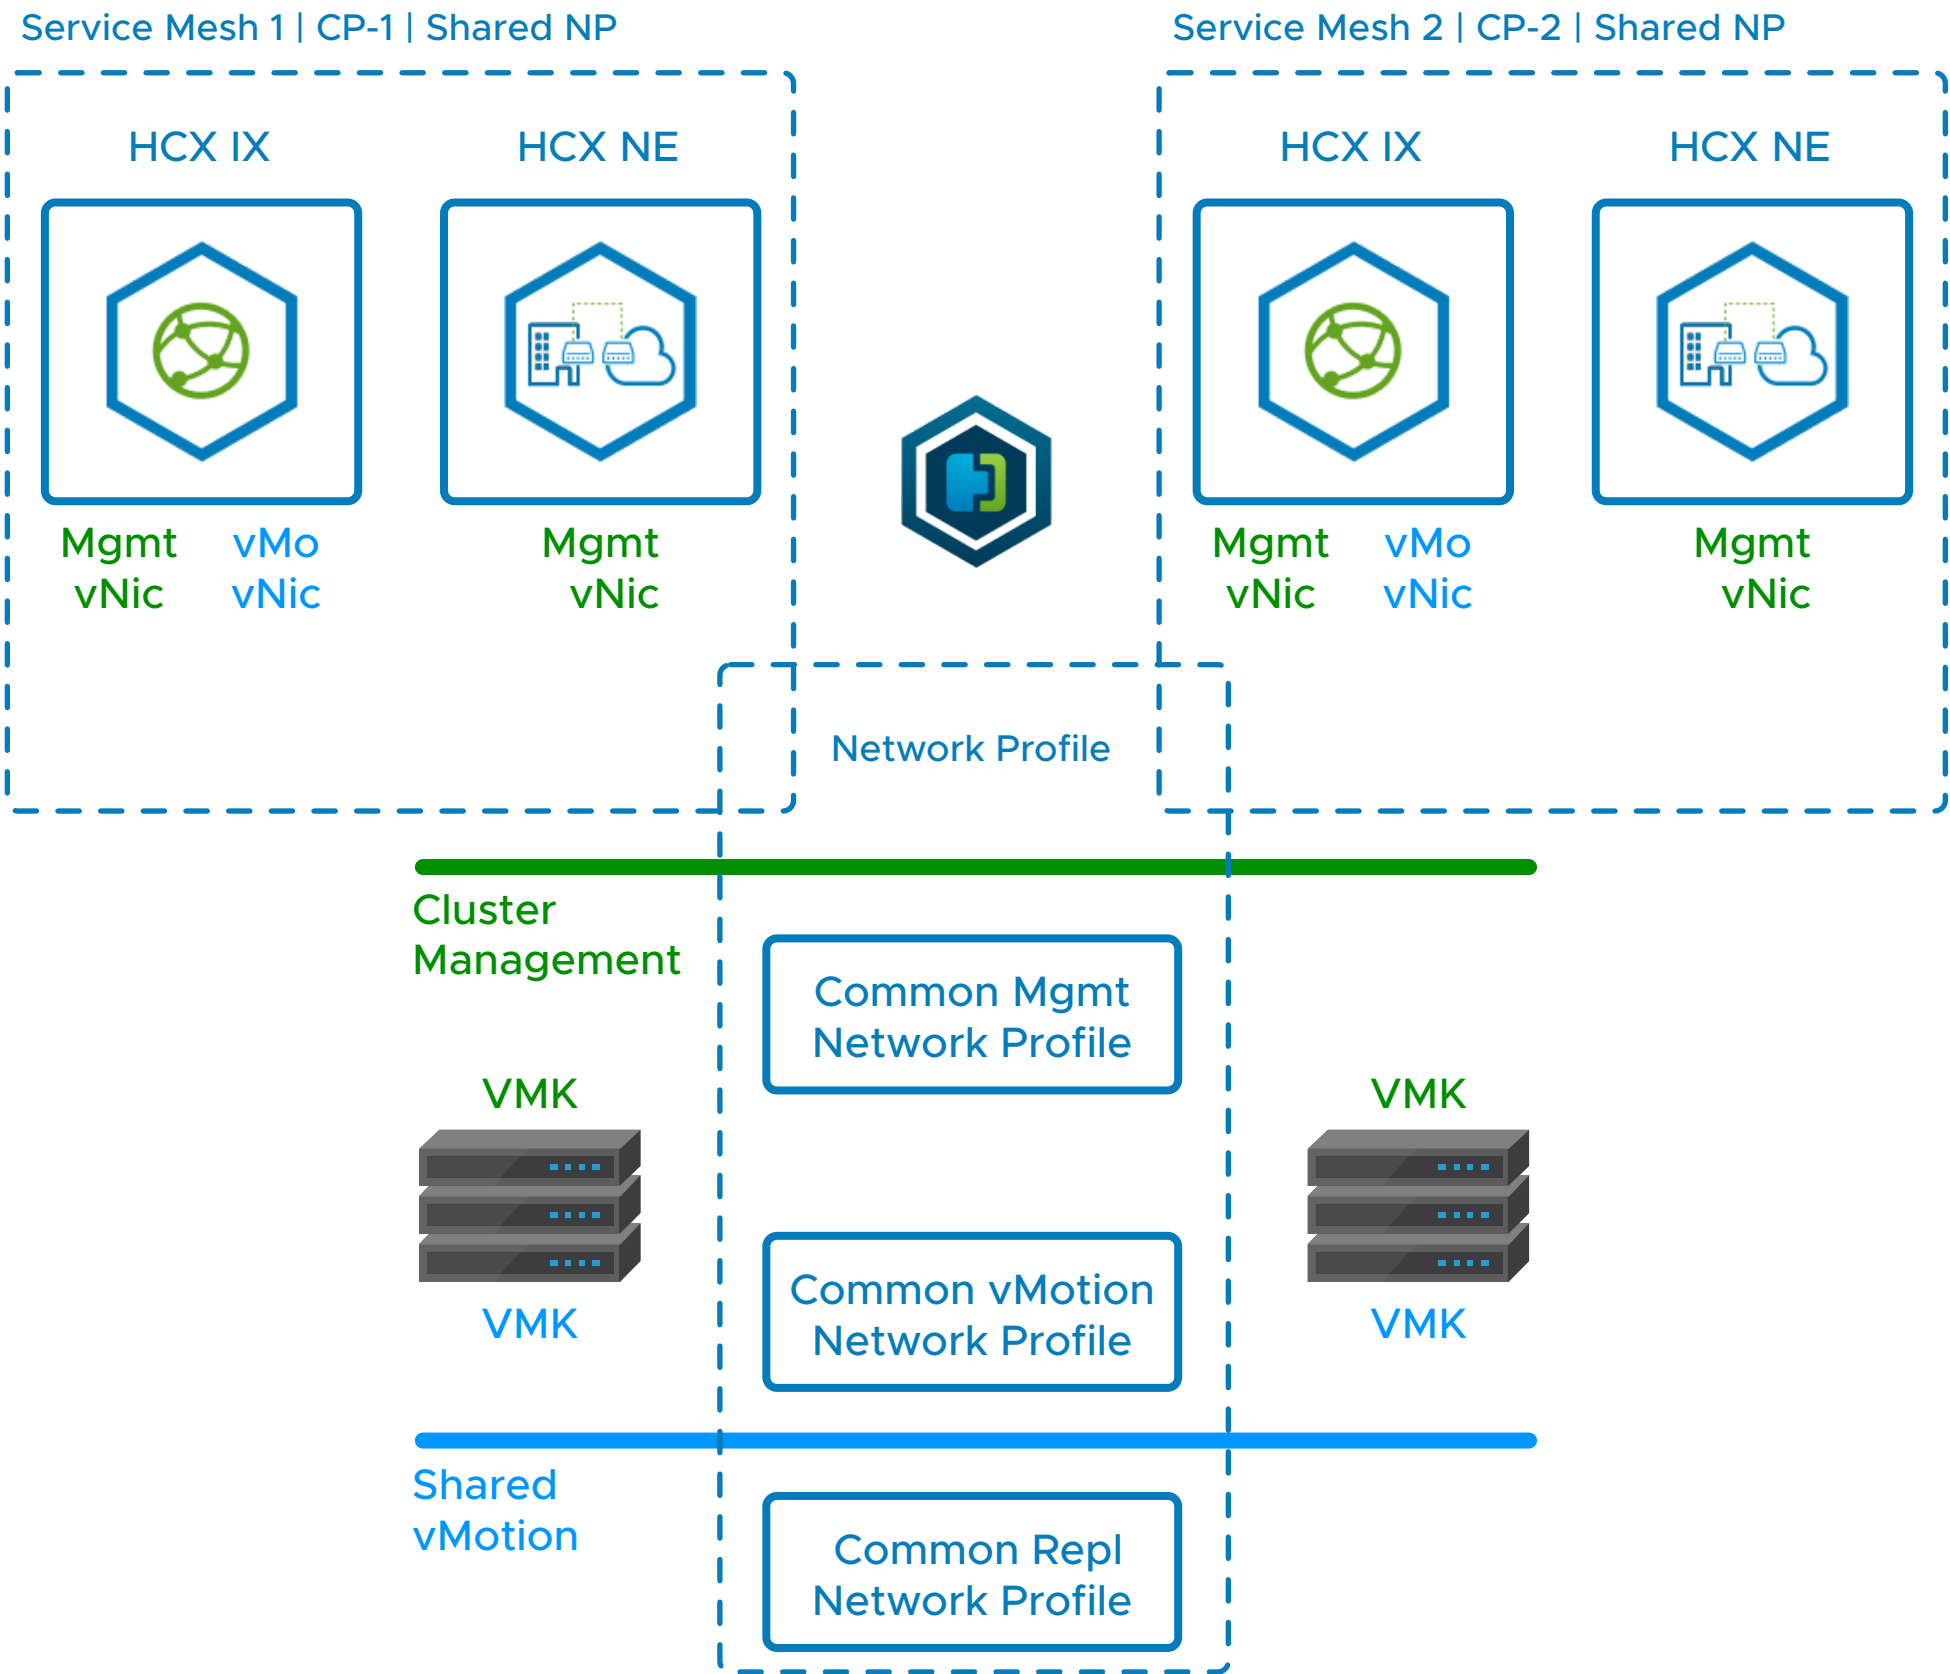 Service Mesh 1 | CP-1 | Shared NP
Service Mesh 2 | CP-2 | Shared NP
HCX IX
HCX NE
HCX IX
HCX NE
Mgmt
vNic
vMo
vNic
Mgmt
vNic
Mgmt
vNic
vMo
vNic
Mgmt
vNic
Network Profile
Cluster
Management
Common Mgmt
Network Profile
VMK
VMK
Common vMotion
Network Profile
VMK
VMK
Shared
vMotion
Common Repl
Network Profile